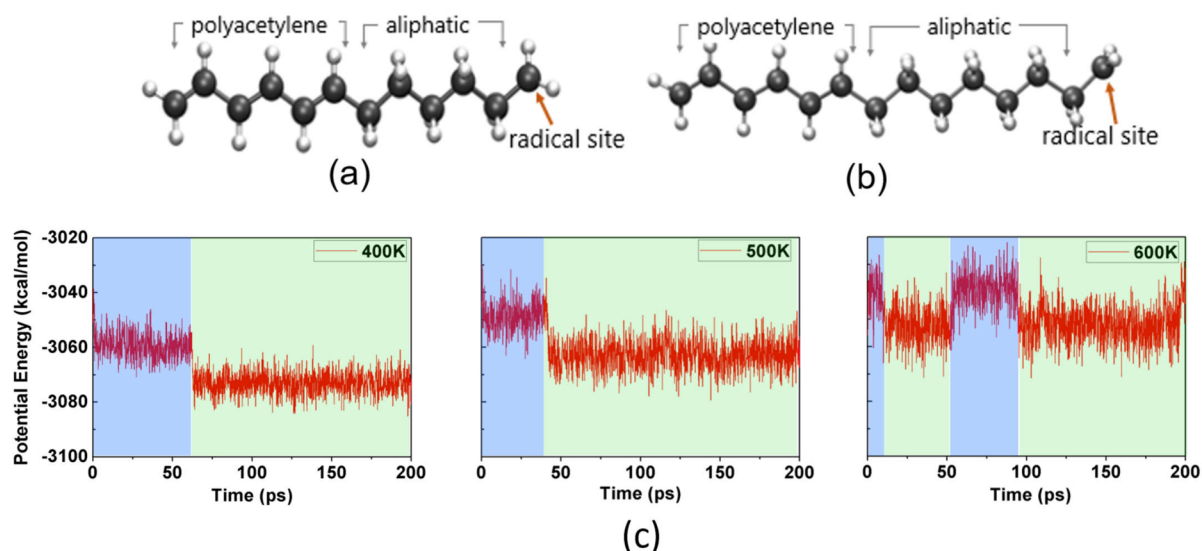 polyacetylene aliphatic
radical site
(a)
polyacetylene aliphatic
radical site
(b)
Potential Energy (kcal/mol)
-3020
-3040
-3060
-3080
-3100
400K
0 50 100 150 200
Time (ps)
500K
0 50 100 150 200
Time (ps)
600K
0 50 100 150 200
Time (ps)
(c)